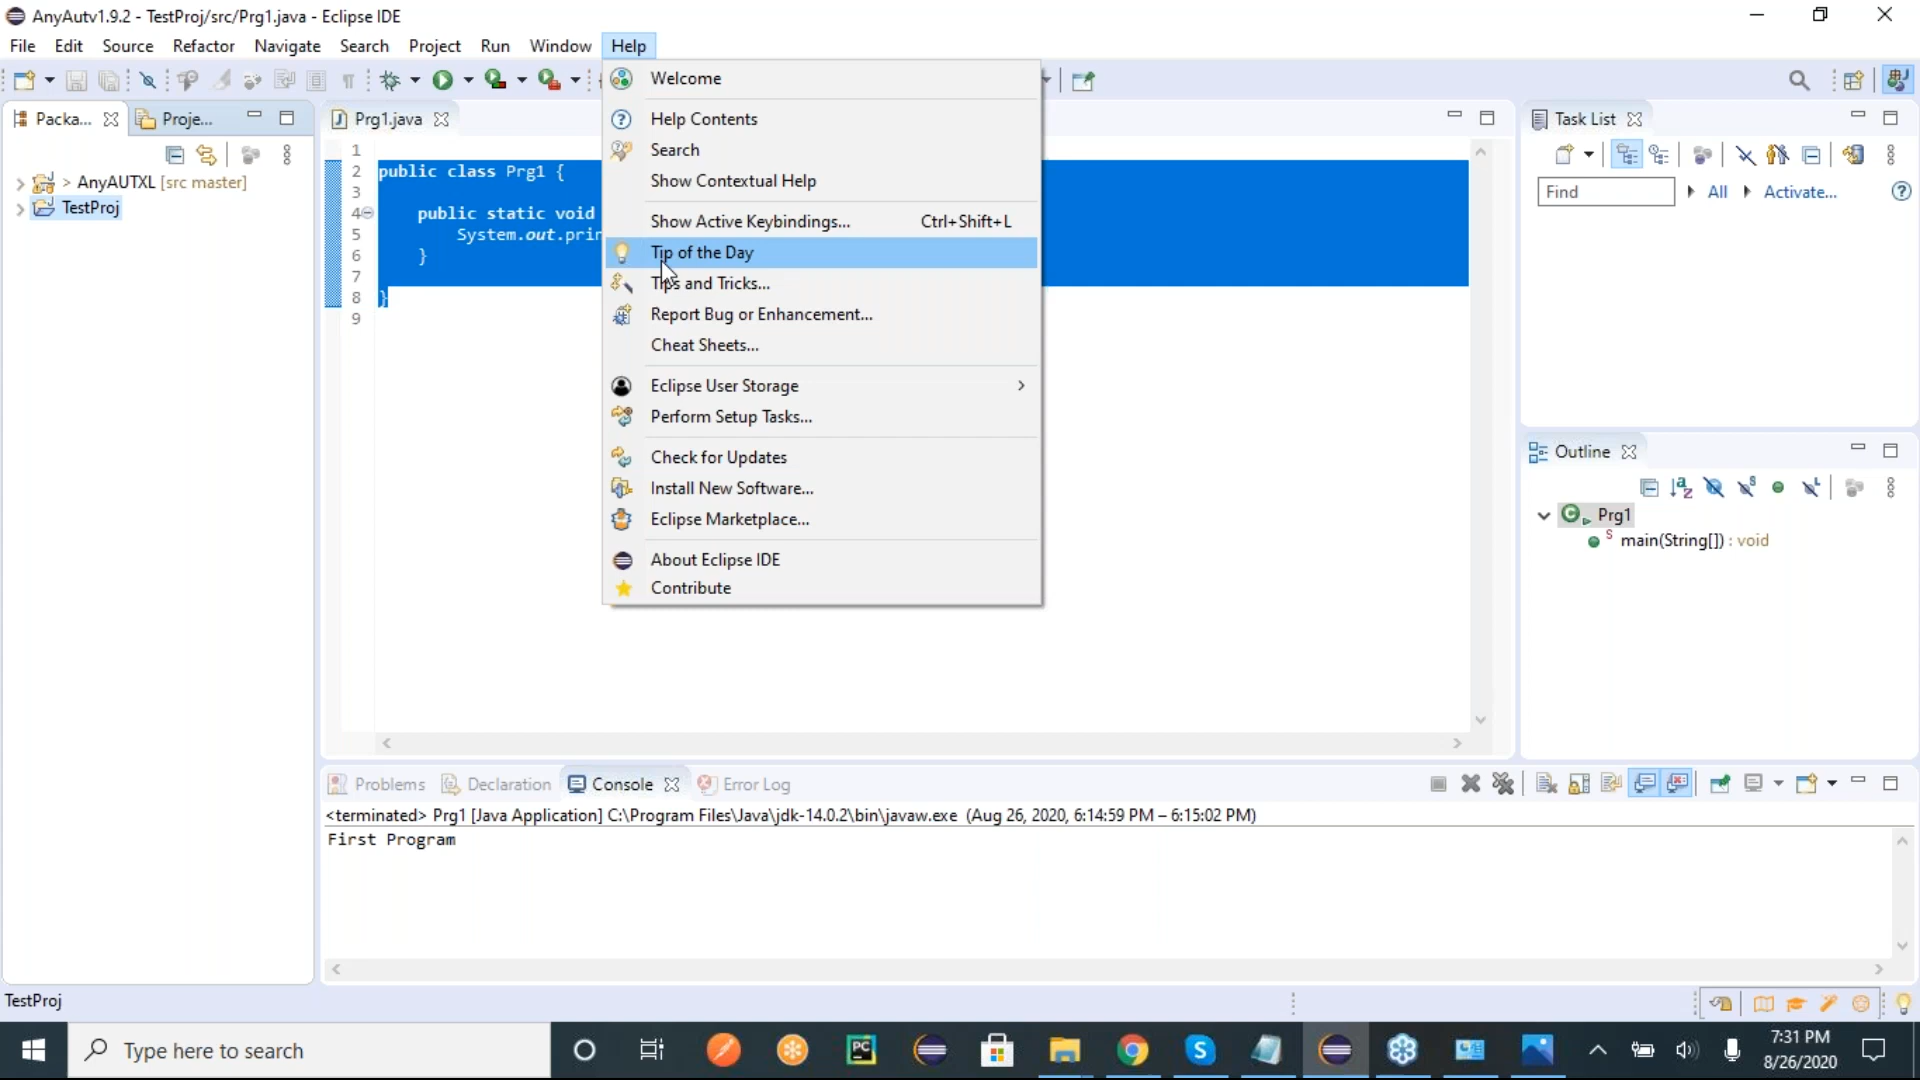 AnyAutv1.9.2 - TestProj/src/Prg1.java - Eclipse IDE
File Edit Source Refactor Navigate Search Project Run Window Help
Packa... Proje...
> AnyAUTXL [src master]
TestProj
Prg1.java
1
2 public class Prg1 {
3
4 public static void
5 System.out.prin
6 }
7
8 }
9
Welcome
Help Contents
Search
Show Contextual Help
Show Active Keybindings... Ctrl+Shift+L
Tip of the Day
Tips and Tricks...
Report Bug or Enhancement...
Cheat Sheets...
Eclipse User Storage
Perform Setup Tasks...
Check for Updates
Install New Software...
Eclipse Marketplace...
About Eclipse IDE
Contribute
Task List
Find All Activate...
Outline
Prg1
main(String[]) : void
Problems Declaration Console Error Log
<terminated> Prg1 [Java Application] C:\Program Files\Java\jdk-14.0.2\bin\javaw.exe (Aug 26, 2020, 6:14:59 PM – 6:15:02 PM)
First Program
TestProj
Type here to search
PC
S
7:31 PM
8/26/2020